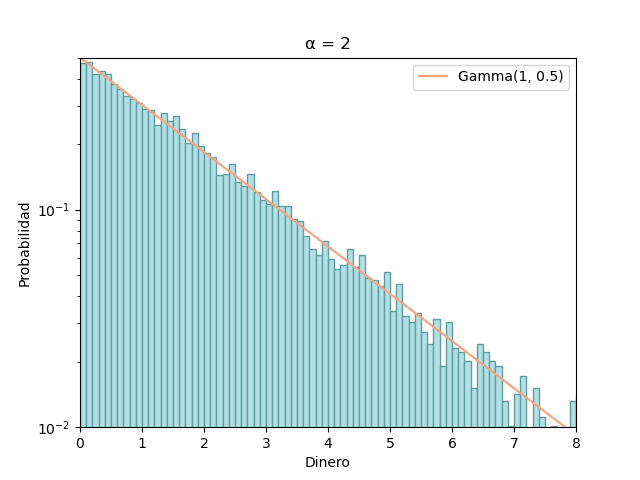 α = 2
Gamma(1, 0.5)
Probabilidad
10⁻¹
10⁻²
0 1 2 3 4 5 6 7 8
Dinero